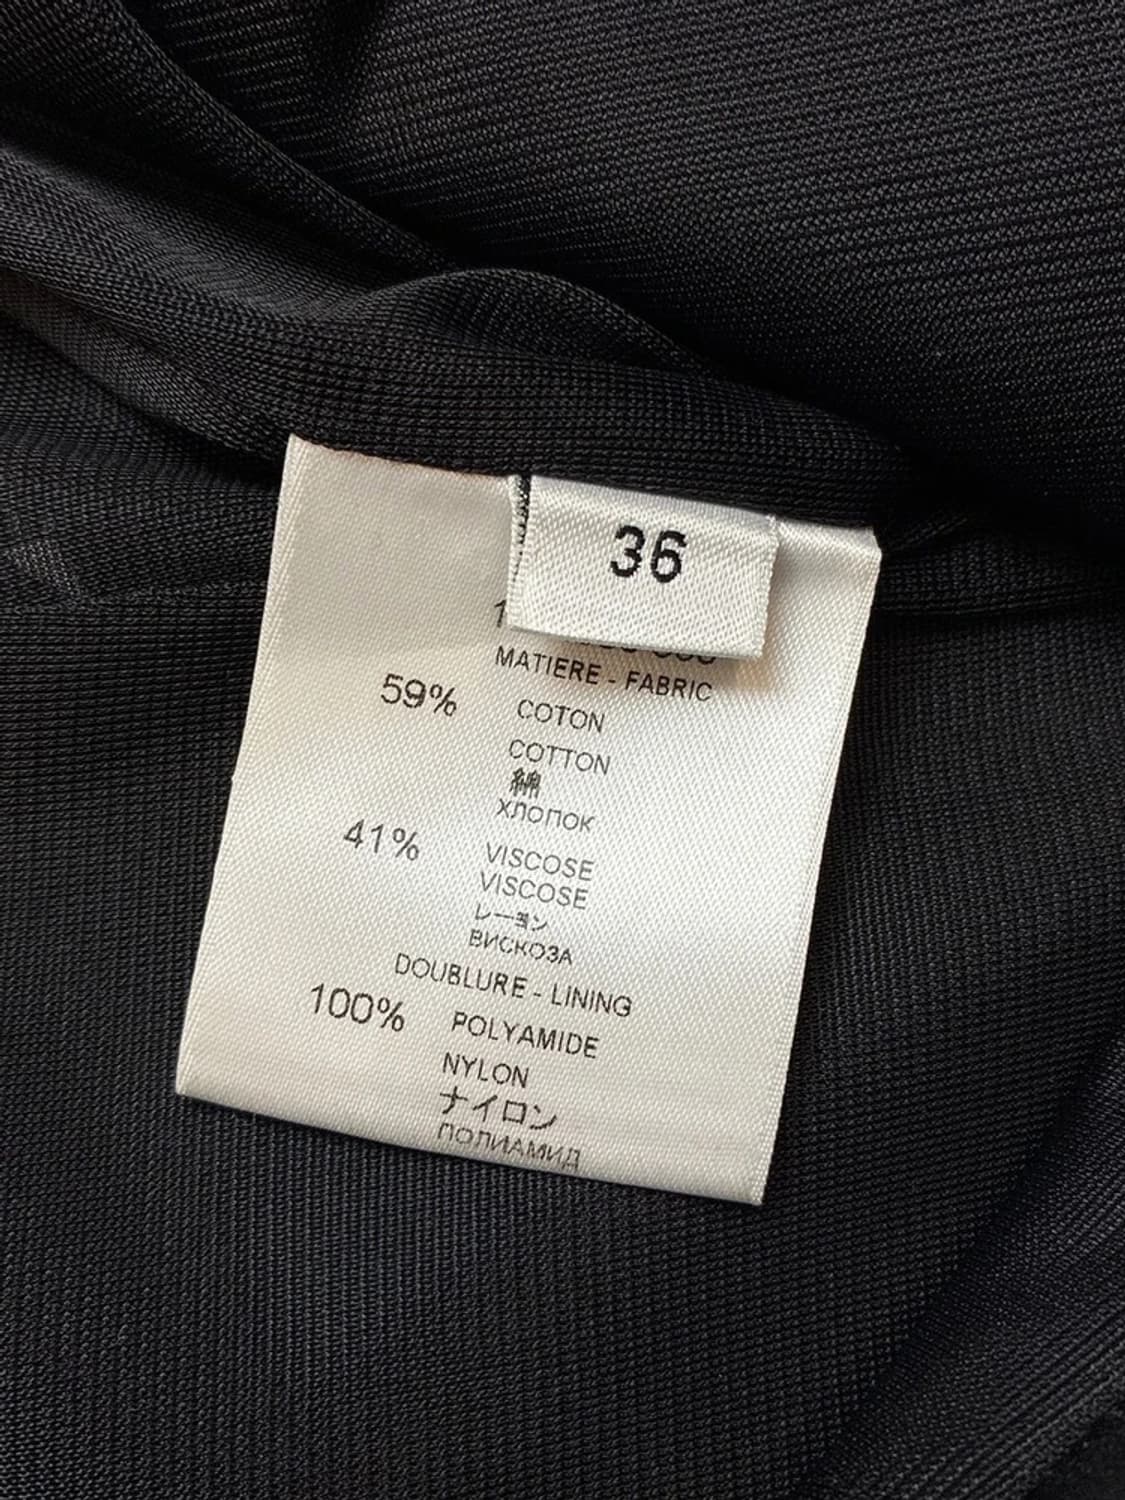 36
MATIERE - FABRIC
59% COTON
COTTON
綿
ХЛОПОК
41% VISCOSE
VISCOSE
レーヨン
ВИСКОЗА
DOUBLURE - LINING
100% POLYAMIDE
NYLON
ナイロン
ПОЛИАМИД